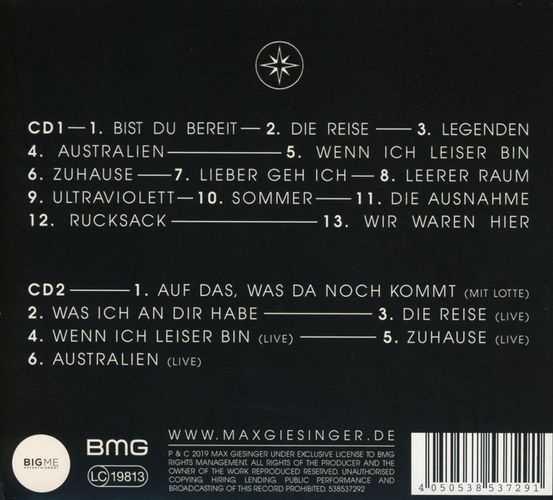 CD1 — 1. BIST DU BEREIT — 2. DIE REISE — 3. LEGENDEN
4. AUSTRALIEN — 5. WENN ICH LEISER BIN
6. ZUHAUSE — 7. LIEBER GEH ICH — 8. LEERER RAUM
9. ULTRAVIOLETT — 10. SOMMER — 11. DIE AUSNAHME
12. RUCKSACK — 13. WIR WAREN HIER
CD2 — 1. AUF DAS, WAS DA NOCH KOMMT (MIT LOTTE)
2. WAS ICH AN DIR HABE — 3. DIE REISE (LIVE)
4. WENN ICH LEISER BIN (LIVE) — 5. ZUHAUSE (LIVE)
6. AUSTRALIEN (LIVE)
BIGME
ENTERTAINMENT
BMG
LC 19813
WWW.MAXGIESINGER.DE
P & C 2019 MAX GIESINGER UNDER EXCLUSIVE LICENSE TO BMG
RIGHTS MANAGEMENT. ALL RIGHTS OF THE PRODUCER AND THE
OWNER OF THE WORK REPRODUCED RESERVED. UNAUTHORISED
COPYING, HIRING, LENDING, PUBLIC PERFORMANCE AND
BROADCASTING OF THIS RECORD PROHIBITED. 538537292
4 050538 537291